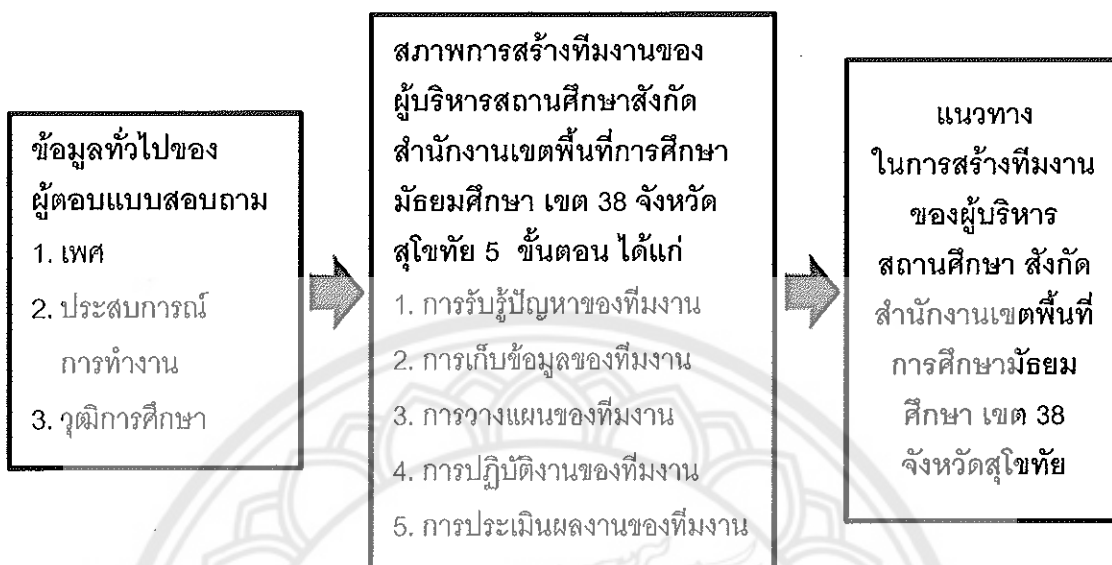 ข้อมูลทั่วไปของ
ผู้ตอบแบบสอบถาม
1. เพศ
2. ประสบการณ์
การทำงาน
3. วุฒิการศึกษา
สภาพการสร้างทีมงานของ
ผู้บริหารสถานศึกษาสังกัด
สำนักงานเขตพื้นที่การศึกษา
มัธยมศึกษา เขต 38 จังหวัด
สุโขทัย 5 ขั้นตอน ได้แก่
1. การรับรู้ปัญหาของทีมงาน
2. การเก็บข้อมูลของทีมงาน
3. การวางแผนของทีมงาน
4. การปฏิบัติงานของทีมงาน
5. การประเมินผลงานของทีมงาน
แนวทาง
ในการสร้างทีมงาน
ของผู้บริหาร
สถานศึกษา สังกัด
สำนักงานเขตพื้นที่
การศึกษามัธยม
ศึกษา เขต 38
จังหวัดสุโขทัย